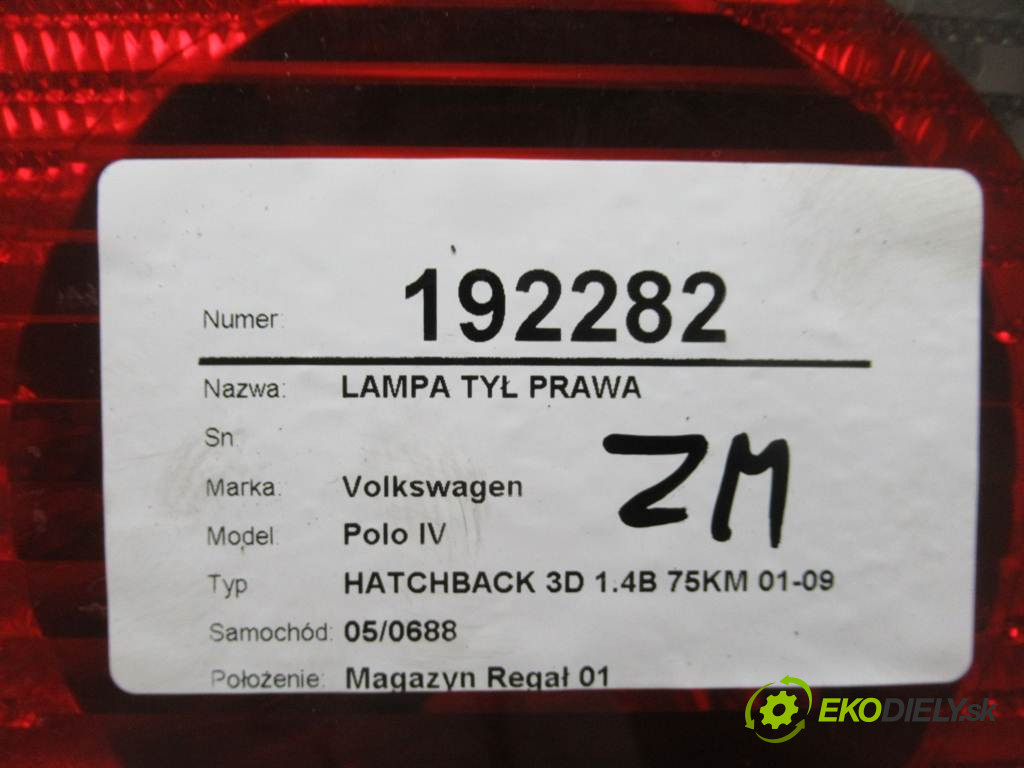 Numer: 192282
Nazwa: LAMPA TYŁ PRAWA
Sn:
ZM
Marka: Volkswagen
Model: Polo IV
Typ HATCHBACK 3D 1.4B 75KM 01-09
Samochód: 05/0688
Położenie: Magazyn Regał 01
EKODIELY.sk